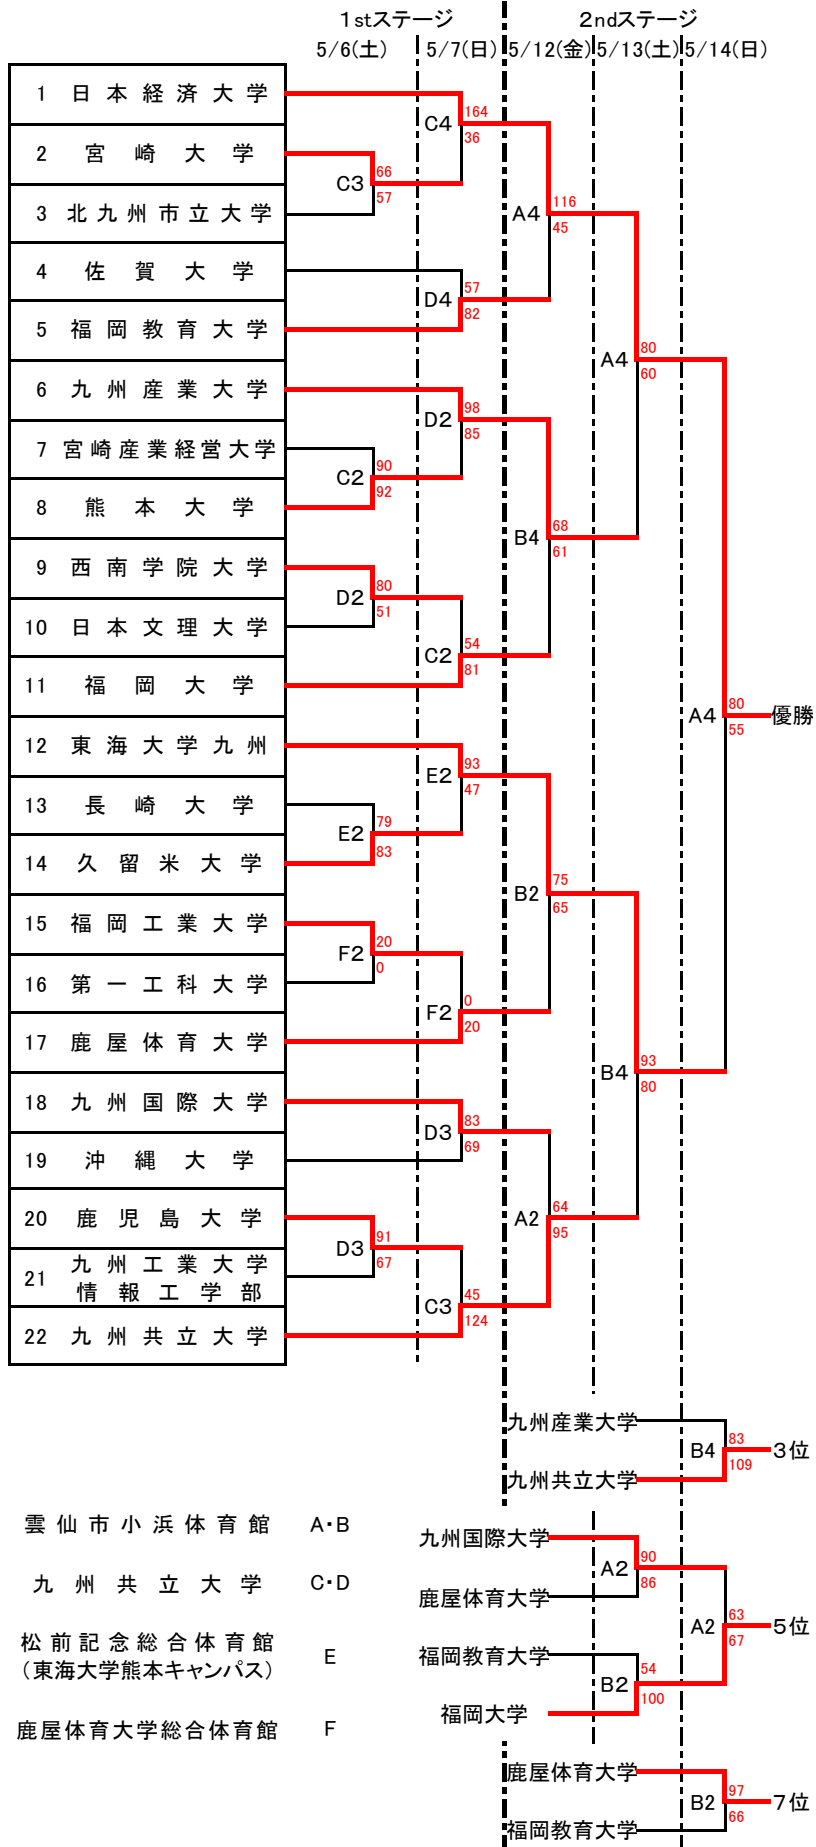 1stステージ 2ndステージ
5/6(土) 5/7(日) 5/12(金) 5/13(土) 5/14(日)
1 日本経済大学
164
C4
36
2 宮崎大学
66
C3
57
3 北九州市立大学
116
A4
45
4 佐賀大学
57
D4
82
5 福岡教育大学
80
A4
60
6 九州産業大学
98
D2
85
7 宮崎産業経営大学
90
C2
92
8 熊本大学
68
B4
61
9 西南学院大学
80
D2
51
10 日本文理大学
54
C2
81
11 福岡大学
80
A4 優勝
55
12 東海大学九州
93
E2
47
13 長崎大学
79
E2
83
14 久留米大学
75
B2
65
15 福岡工業大学
20
F2
0
16 第一工科大学
0
F2
20
17 鹿屋体育大学
93
B4
80
18 九州国際大学
83
D3
69
19 沖縄大学
64
A2
95
20 鹿児島大学
91
D3
67
21 九州工業大学
情報工学部
45
C3
124
22 九州共立大学
九州産業大学
83
B4 3位
109
九州共立大学
雲仙市小浜体育館 A・B
九州共立大学 C・D
松前記念総合体育館
(東海大学熊本キャンパス) E
鹿屋体育大学総合体育館 F
九州国際大学
90
A2
86
鹿屋体育大学
63
A2 5位
67
福岡教育大学
54
B2
100
福岡大学
鹿屋体育大学
97
B2 7位
66
福岡教育大学